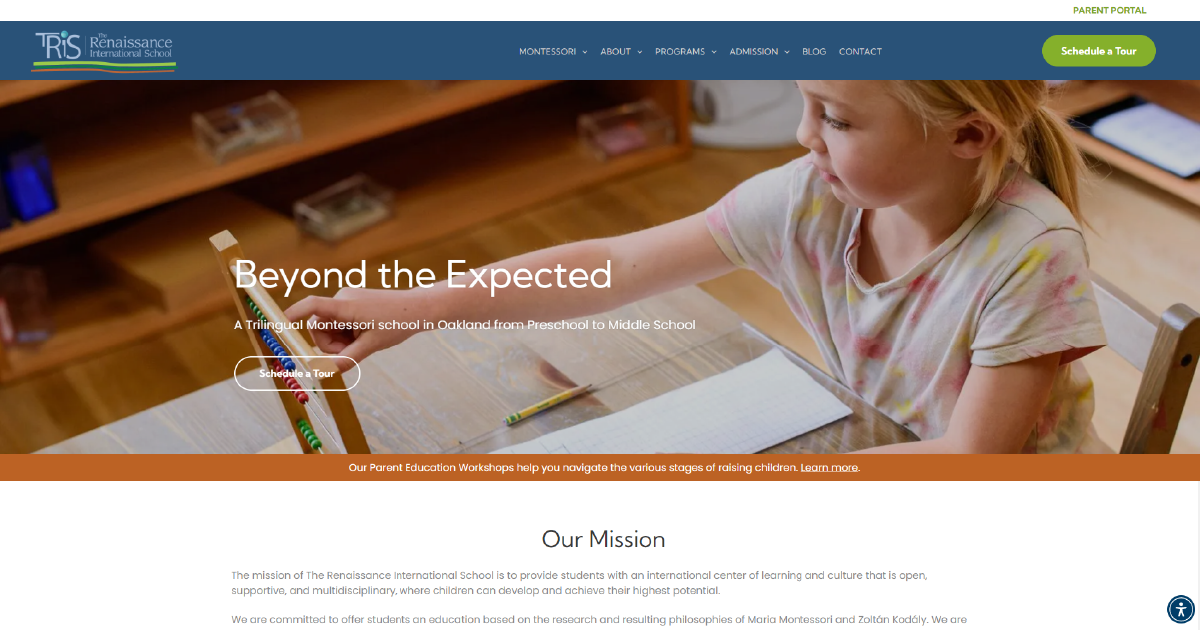 PARENT PORTAL
TRIS The Renaissance International School
MONTESSORI ABOUT PROGRAMS ADMISSION BLOG CONTACT
Schedule a Tour
Beyond the Expected
A Trilingual Montessori school in Oakland from Preschool to Middle School
Schedule a Tour
Our Parent Education Workshops help you navigate the various stages of raising children. Learn more.
Our Mission
The mission of The Renaissance International School is to provide students with an international center of learning and culture that is open,
supportive, and multidisciplinary, where children can develop and achieve their highest potential.
We are committed to offer students an education based on the research and resulting philosophies of Maria Montessori and Zoltán Kodály. We are